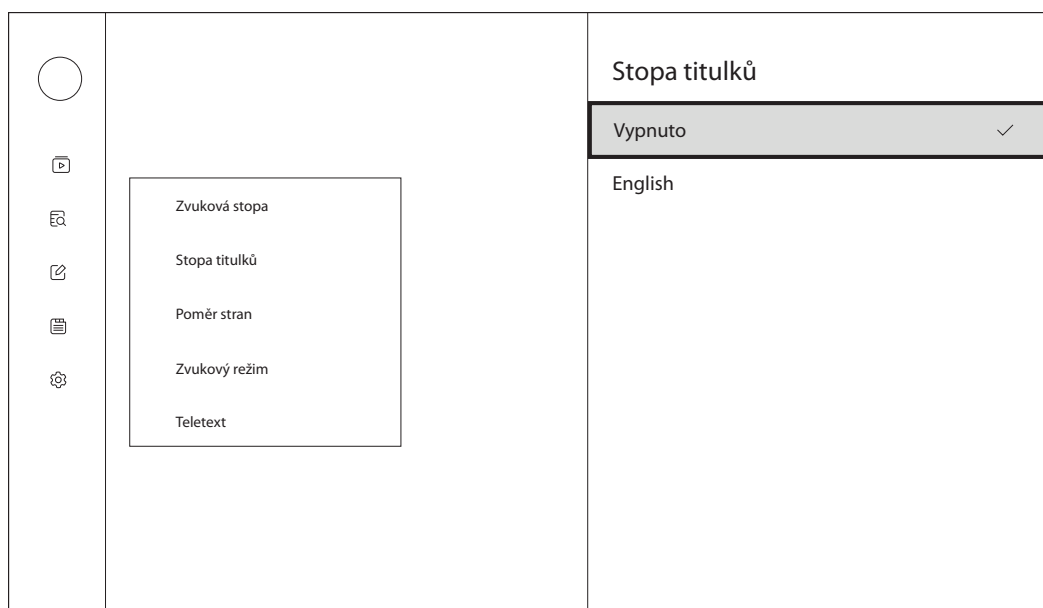 Zvuková stopa
Stopa titulků
Poměr stran
Zvukový režim
Teletext
Stopa titulků
Vypnuto
English